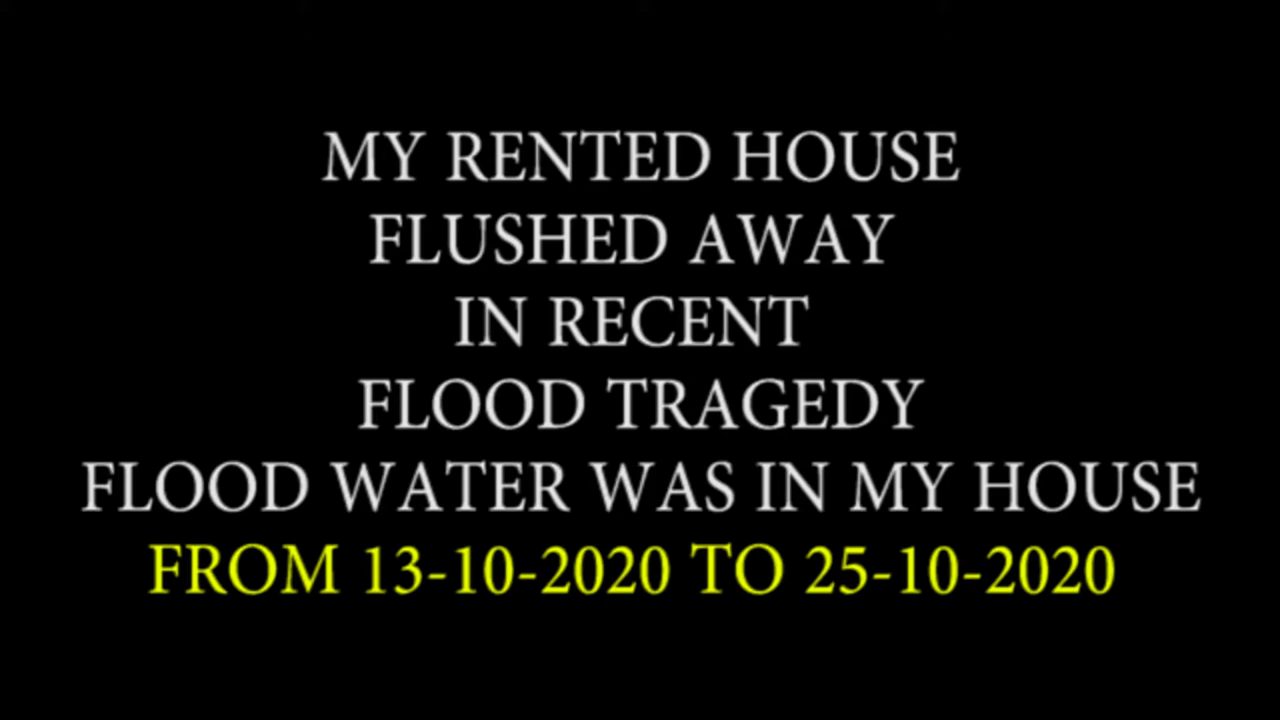 MY RENTED HOUSE
FLUSHED AWAY
IN RECENT
FLOOD TRAGEDY
FLOOD WATER WAS IN MY HOUSE
FROM 13-10-2020 TO 25-10-2020